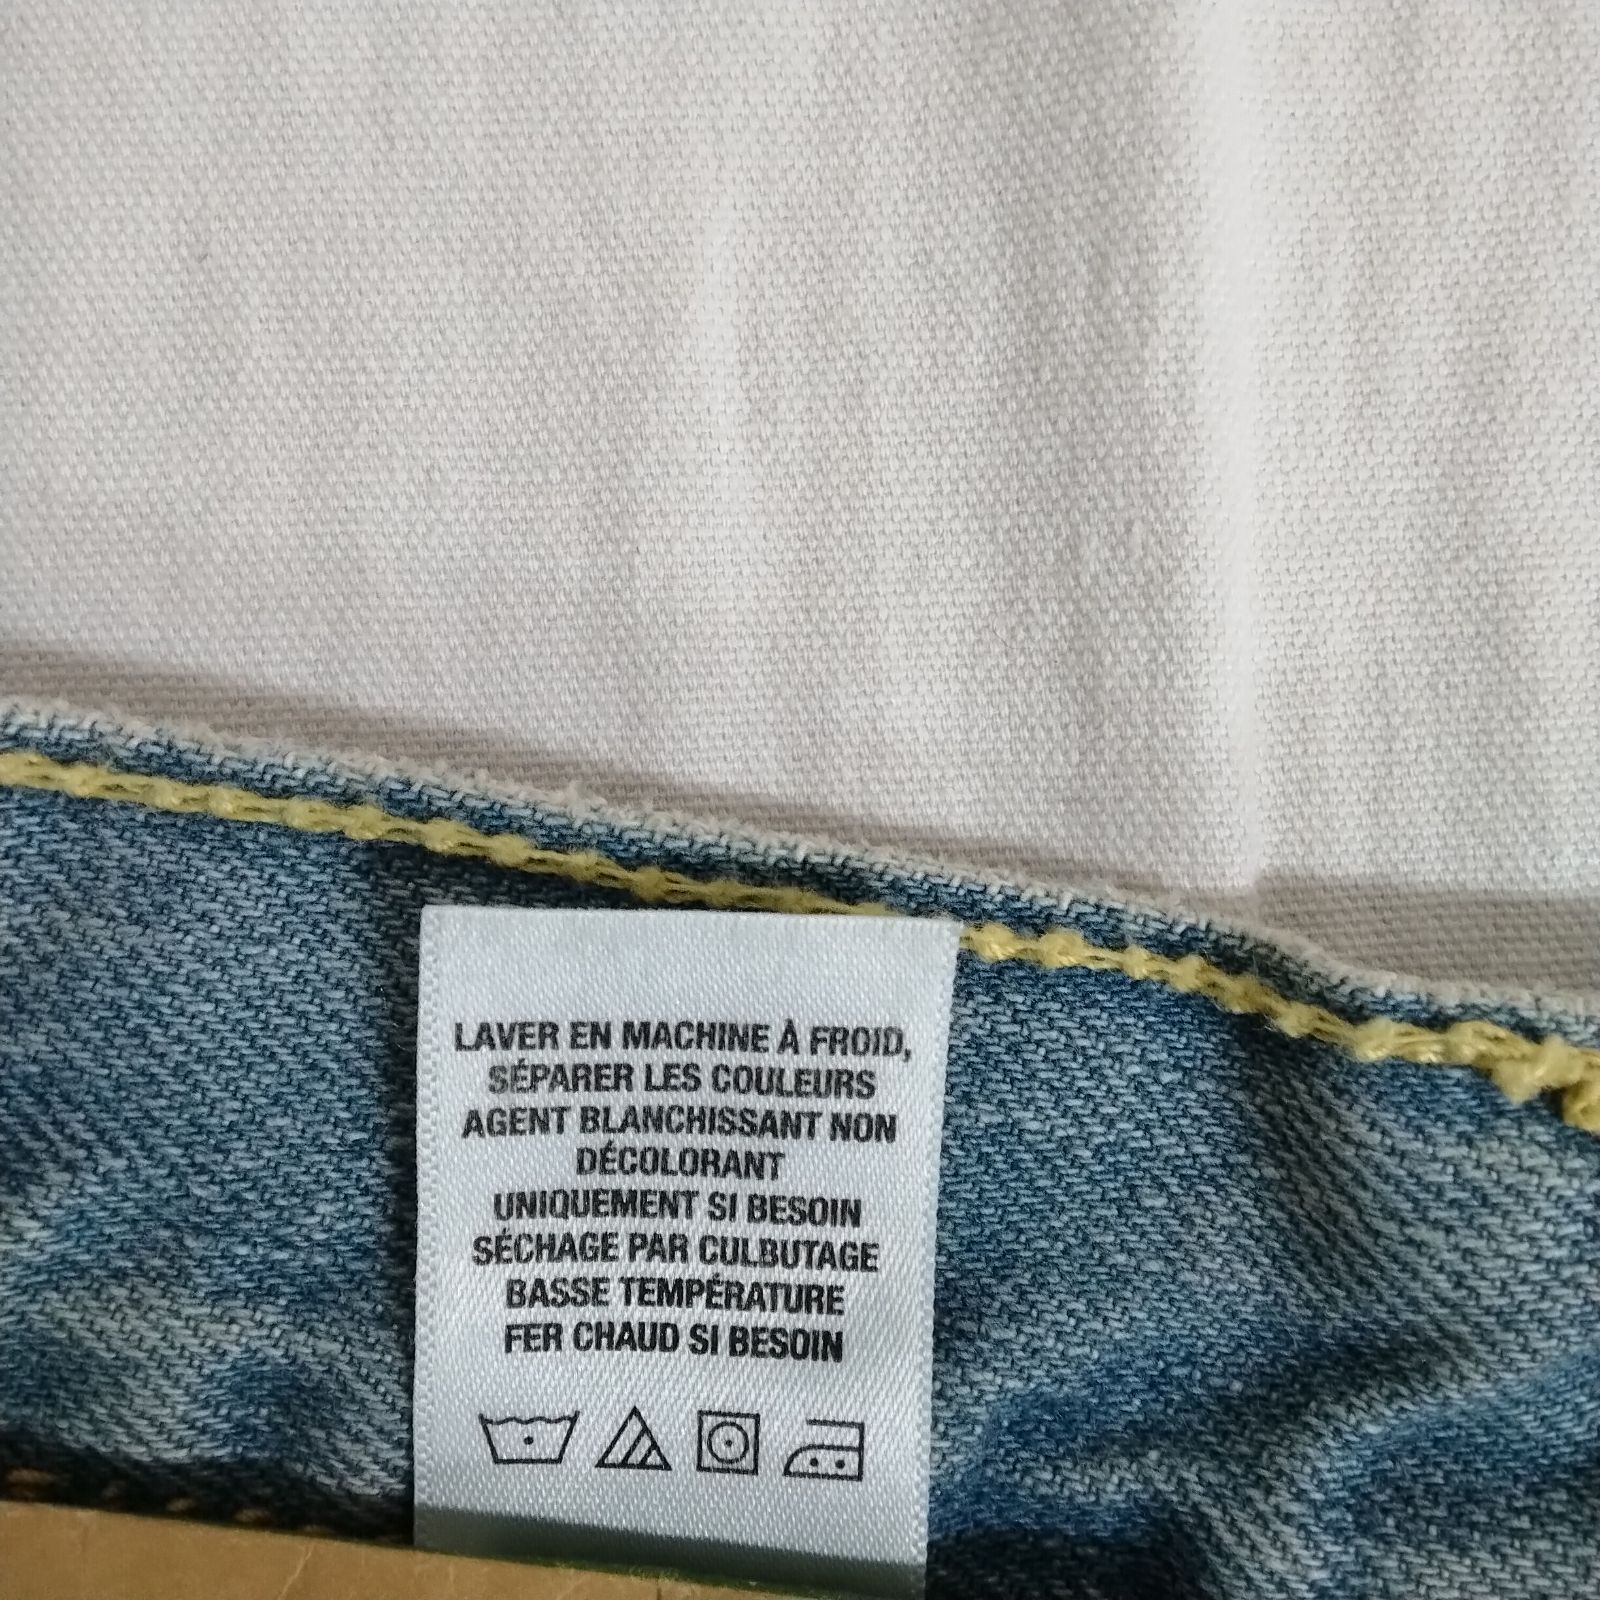 LAVER EN MACHINE À FROID,
SÉPARER LES COULEURS
AGENT BLANCHISSANT NON
DÉCOLORANT
UNIQUEMENT SI BESOIN
SÉCHAGE PAR CULBUTAGE
BASSE TEMPÉRATURE
FER CHAUD SI BESOIN